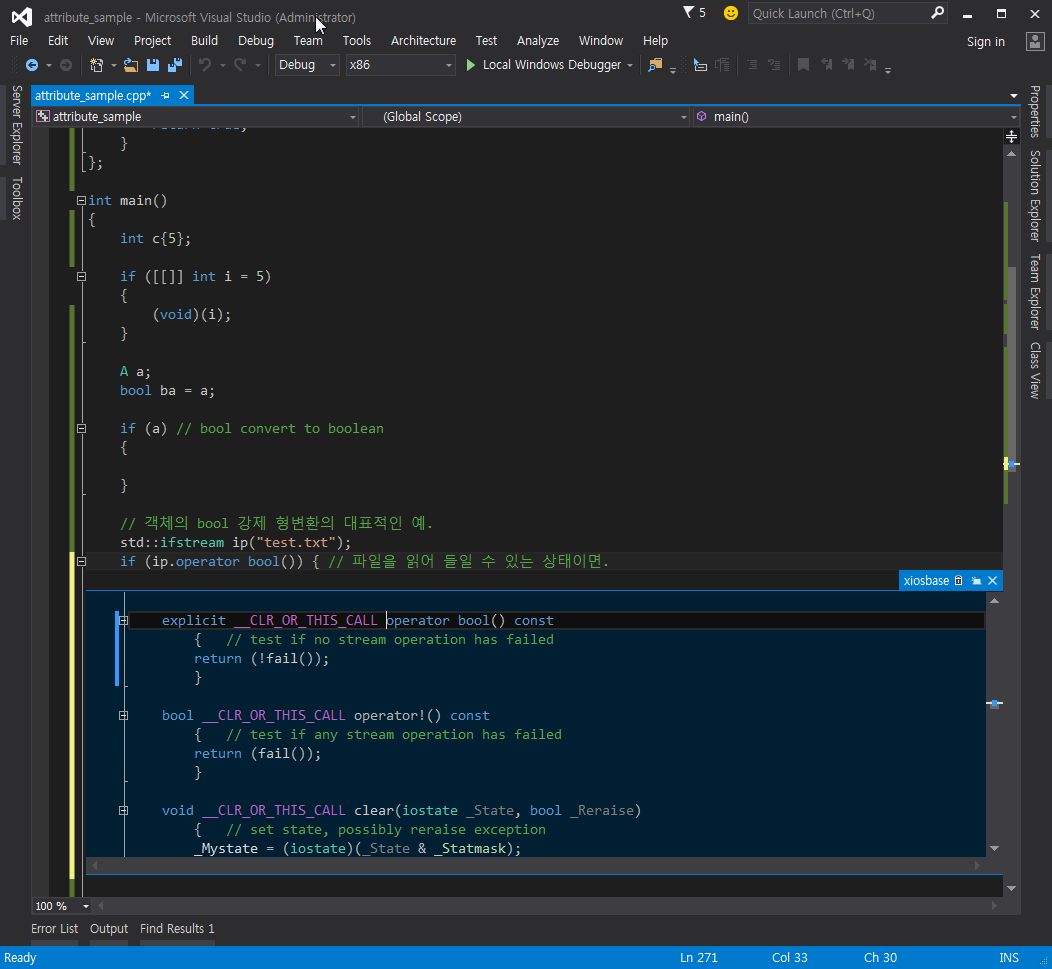 attribute_sample - Microsoft Visual Studio (Administrator)
5
Quick Launch (Ctrl+Q)
File Edit View Project Build Debug Team Tools Architecture Test Analyze Window Help
Sign in
Debug x86 Local Windows Debugger
Server Explorer
Toolbox
attribute_sample.cpp*
attribute_sample (Global Scope) main()
}
};
int main()
{
int c{5};
if ([[]] int i = 5)
{
(void)(i);
}
A a;
bool ba = a;
if (a) // bool convert to boolean
{
}
// 객체의 bool 강제 형변환의 대표적인 예.
std::ifstream ip("test.txt");
if (ip.operator bool()) { // 파일을 읽어 들일 수 있는 상태이면.
xiosbase
explicit __CLR_OR_THIS_CALL operator bool() const
{ // test if no stream operation has failed
return (!fail());
}
bool __CLR_OR_THIS_CALL operator!() const
{ // test if any stream operation has failed
return (fail());
}
void __CLR_OR_THIS_CALL clear(iostate _State, bool _Reraise)
{ // set state, possibly reraise exception
_Mystate = (iostate)(_State & _Statmask);
Properties
Solution Explorer
Team Explorer
Class View
100 %
Error List Output Find Results 1
Ready Ln 271 Col 33 Ch 30 INS